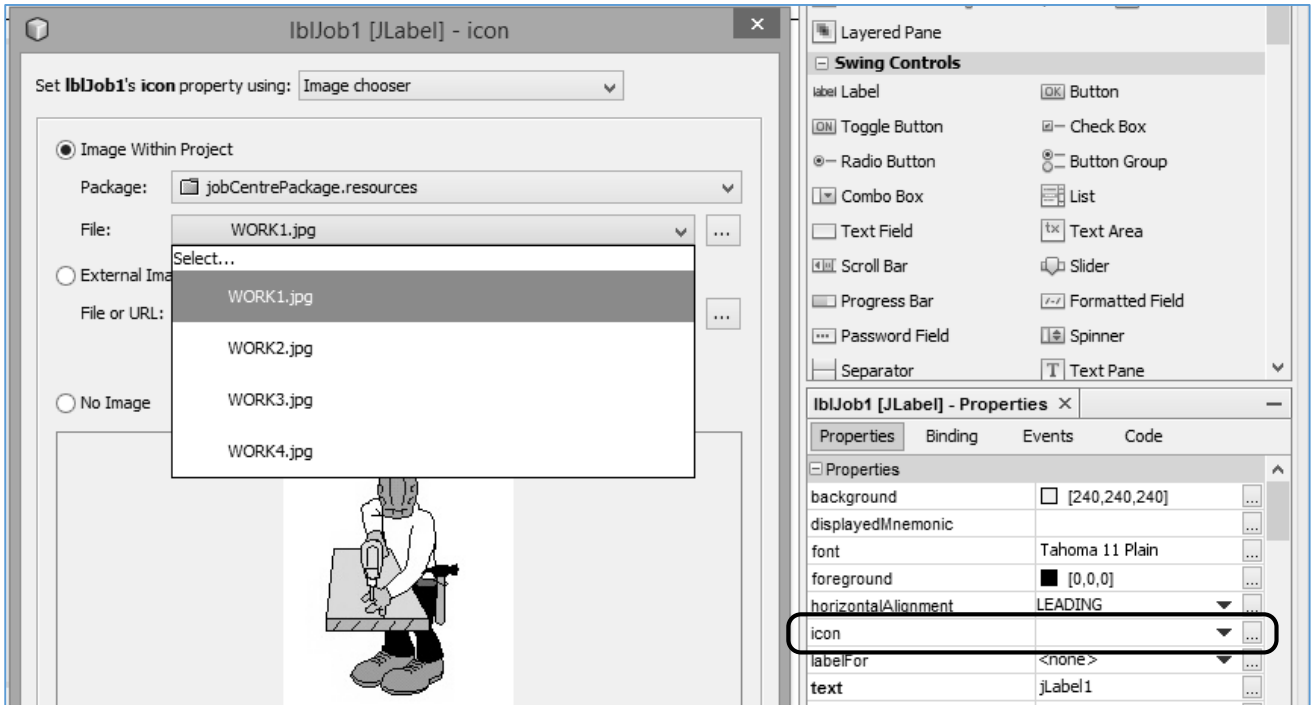 lblJob1 [JLabel] - icon
×
Set lblJob1's icon property using: Image chooser
Image Within Project
Package: jobCentrePackage.resources
File: WORK1.jpg ...
Select...
External Ima
WORK1.jpg
File or URL: ...
WORK2.jpg
No Image
WORK3.jpg
WORK4.jpg
Layered Pane
Swing Controls
label Label
OK Button
ON Toggle Button
Check Box
Radio Button
Button Group
Combo Box
List
Text Field
tx Text Area
Scroll Bar
Slider
Progress Bar
Formatted Field
Password Field
Spinner
Separator
T Text Pane
lblJob1 [JLabel] - Properties ×
Properties Binding Events Code
Properties
background [240,240,240] ...
displayedMnemonic ...
font Tahoma 11 Plain ...
foreground [0,0,0] ...
horizontalAlignment LEADING ...
icon ...
labelFor <none> ...
text jLabel1 ...